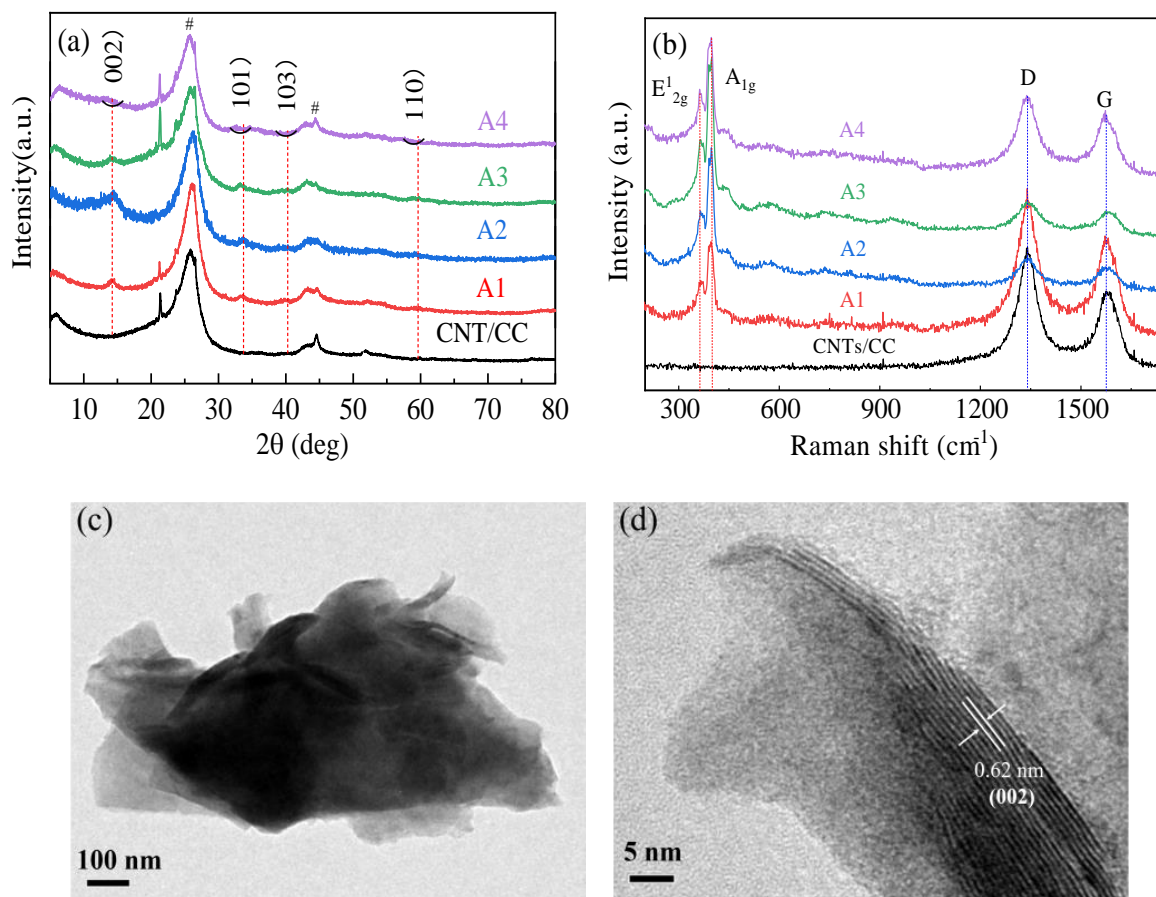 (a)
#
(002)
(101)
(103)
#
(110)
A4
A3
A2
A1
CNT/CC
Intensity(a.u.)
10 20 30 40 50 60 70 80
2θ (deg)
(b)
E¹2g
A1g
D
G
A4
A3
A2
A1
CNTs/CC
Intensity (a.u.)
300 600 900 1200 1500
Raman shift (cm-1)
(c)
100 nm
(d)
0.62 nm
(002)
5 nm